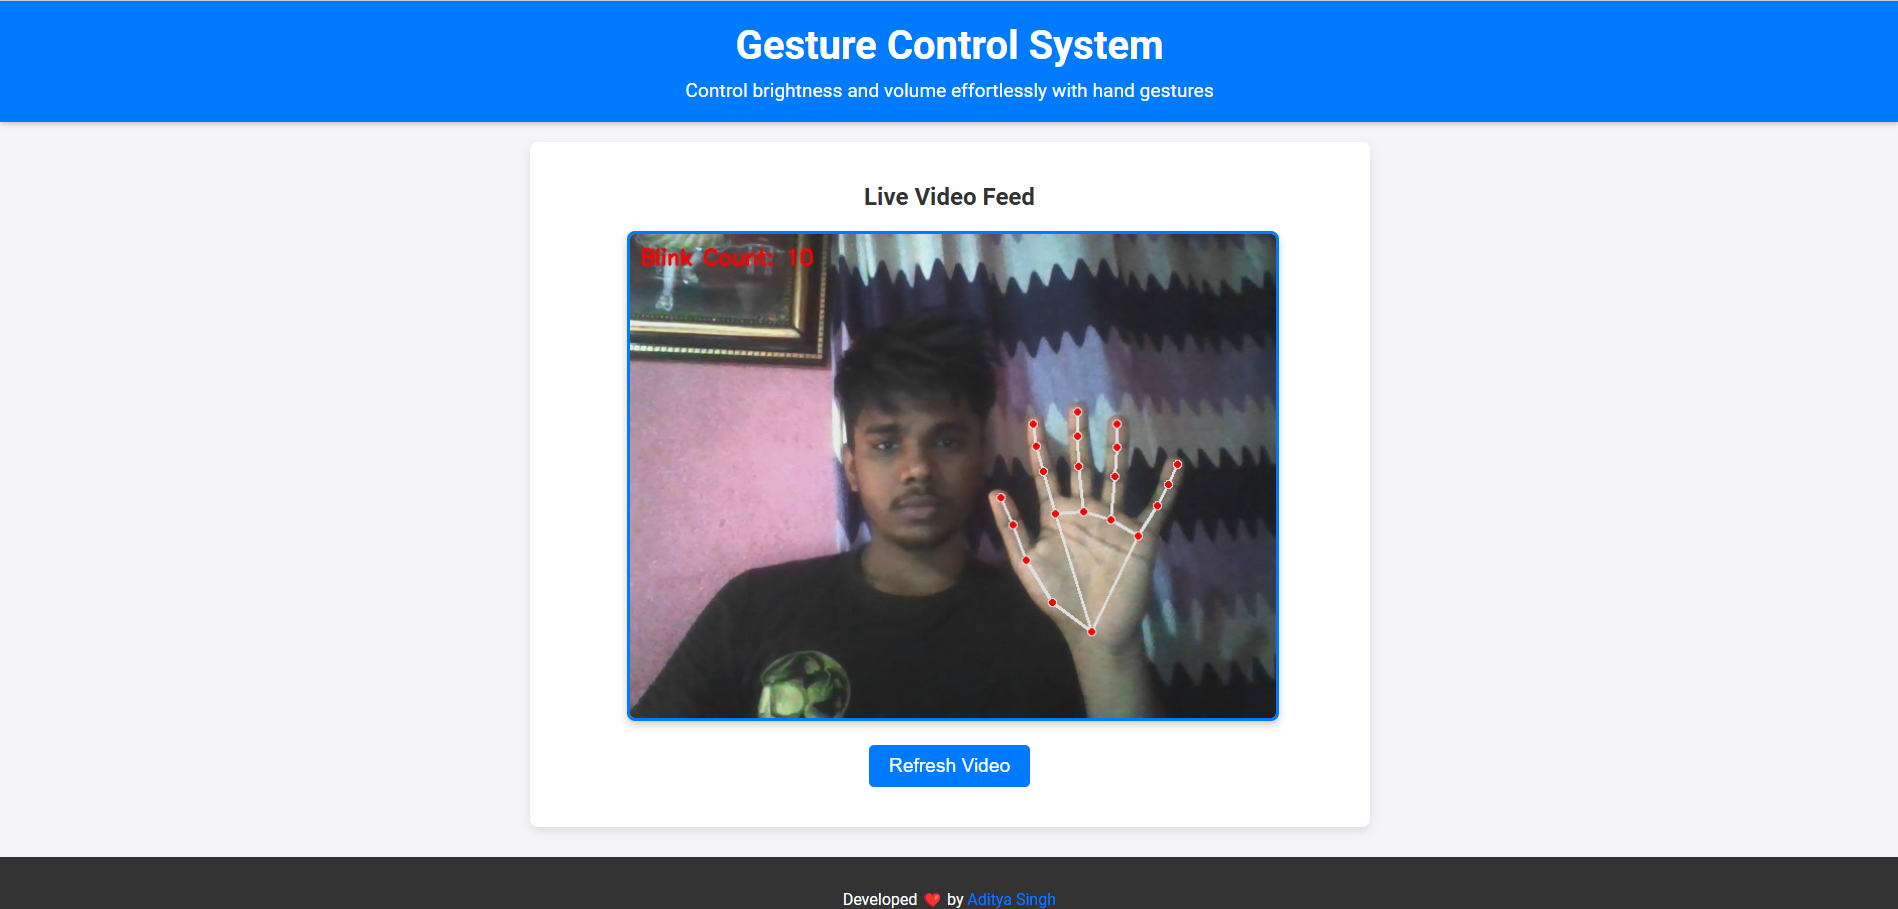 Gesture Control System
Control brightness and volume effortlessly with hand gestures
Live Video Feed
Blink Count: 10
Refresh Video
Developed ❤️ by Aditya Singh